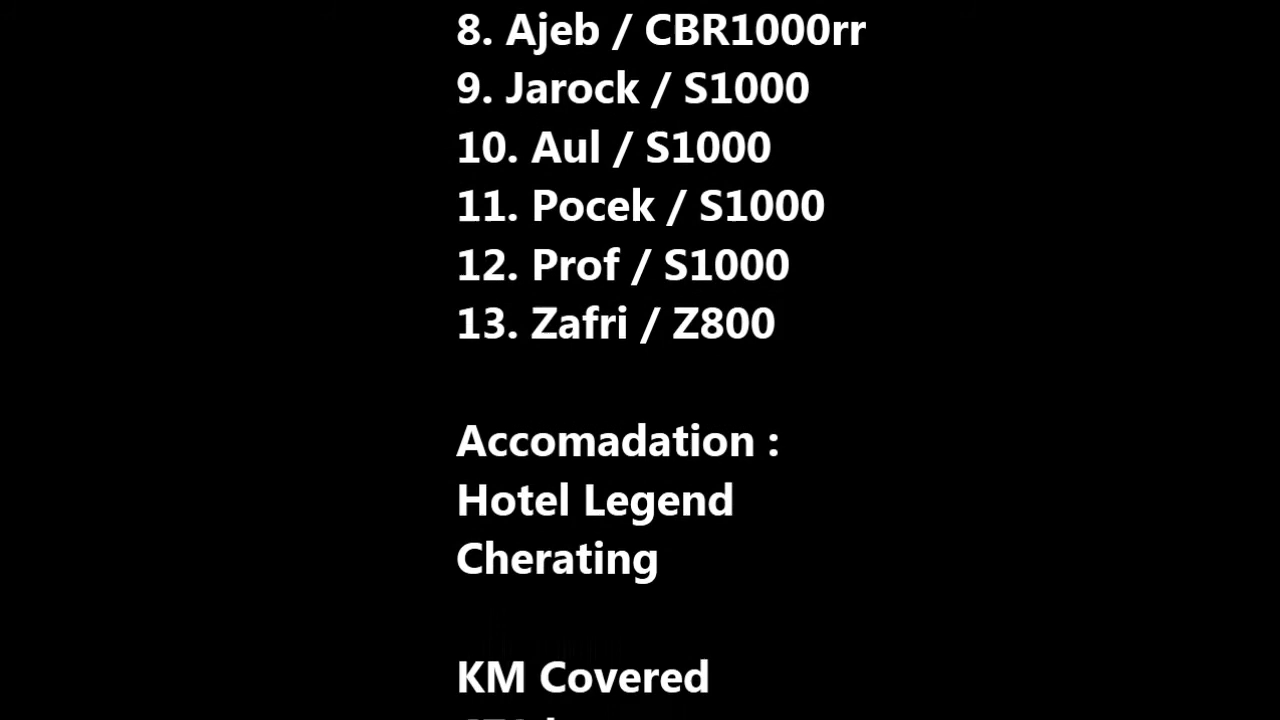 8. Ajeb / CBR1000rr
9. Jarock / S1000
10. Aul / S1000
11. Pocek / S1000
12. Prof / S1000
13. Zafri / Z800
Accomadation :
Hotel Legend
Cherating
KM Covered